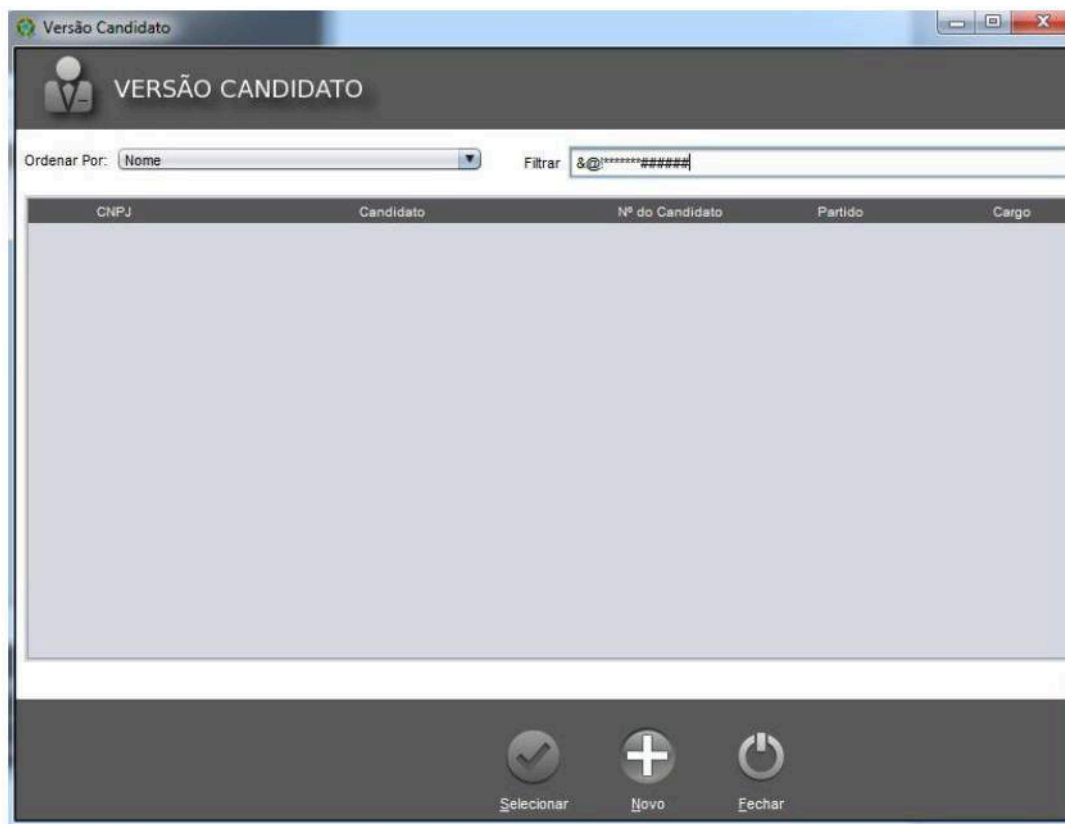 Versão Candidato
VERSÃO CANDIDATO
Ordenar Por: Nome Filtrar &@!*******######
CNPJ Candidato Nº do Candidato Partido Cargo
Selecionar Novo Fechar